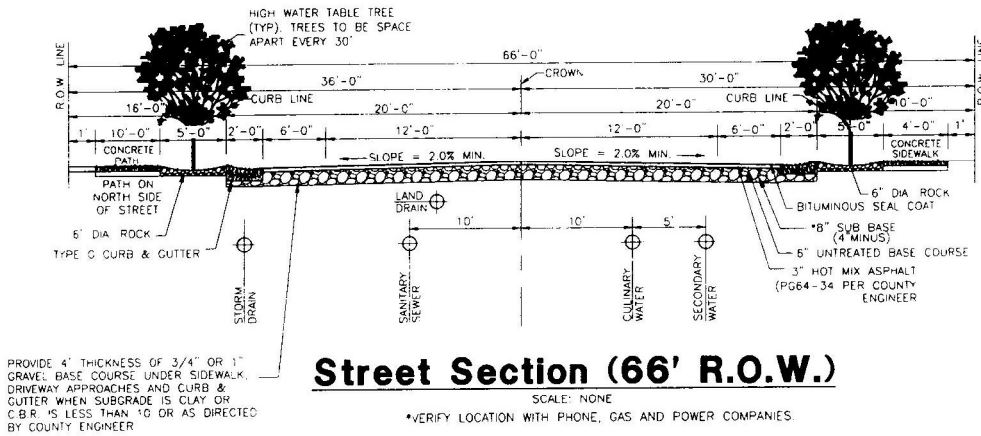 HIGH WATER TABLE TREE
(TYP). TREES TO BE SPACE
APART EVERY 30'
R.O.W LINE
R.O.W LINE
66'-0"
CROWN
36'-0"
30'-0"
CURB LINE
CURB LINE
16'-0"
20'-0"
20'-0"
10'-0"
1'
10'-0"
5'-0"
2'-0"
6'-0"
12'-0"
12'-0"
6'-0"
2'-0"
5'-0"
4'-0"
1'
CONCRETE
PATH
SLOPE = 2.0% MIN.
SLOPE = 2.0% MIN.
CONCRETE
SIDEWALK
PATH ON
NORTH SIDE
OF STREET
6' DIA ROCK
TYPE G CURB & GUTTER
LAND
DRAIN
10'
10'
5'
6" DIA ROCK
BITUMINOUS SEAL COAT
*8" SUB BASE
(4"MINUS)
6" UNTREATED BASE COURSE
3" HOT MIX ASPHALT
(PG64-34 PER COUNTY
ENGINEER
STORM
DRAIN
SANITARY
SEWER
CULINARY
WATER
SECONDARY
WATER
PROVIDE 4' THICKNESS OF 3/4" OR 1"
GRAVEL BASE COURSE UNDER SIDEWALK,
DRIVEWAY APPROACHES AND CURB &
GUTTER WHEN SUBGRADE IS CLAY OR
C.B.R. IS LESS THAN 10 OR AS DIRECTED
BY COUNTY ENGINEER
Street Section (66' R.O.W.)
SCALE: NONE
*VERIFY LOCATION WITH PHONE, GAS AND POWER COMPANIES.